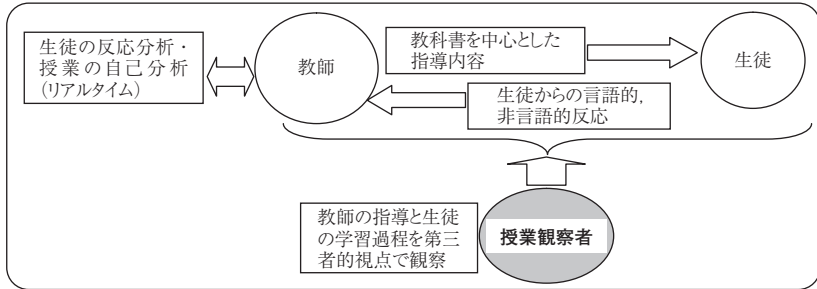 生徒の反応分析・
授業の自己分析
(リアルタイム)
教師
教科書を中心とした
指導内容
生徒
生徒からの言語的,
非言語的反応
教師の指導と生徒
の学習過程を第三
者的視点で観察
授業観察者